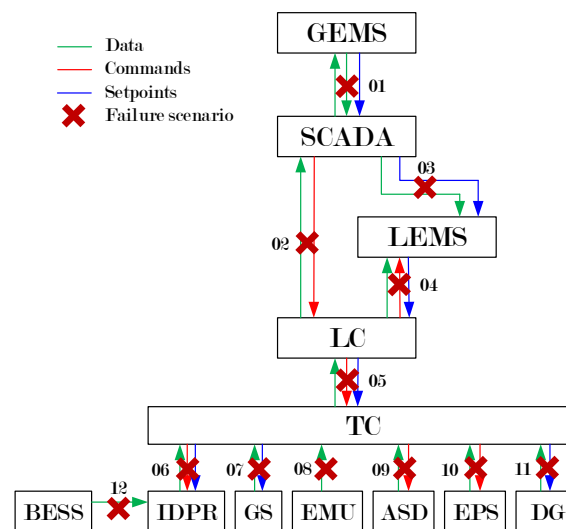 GEMS
Data
Commands
Setpoints
Failure scenario
01
SCADA
03
02
LEMS
04
LC
05
TC
06
07
08
09
10
11
12
BESS
IDPR
GS
EMU
ASD
EPS
DG